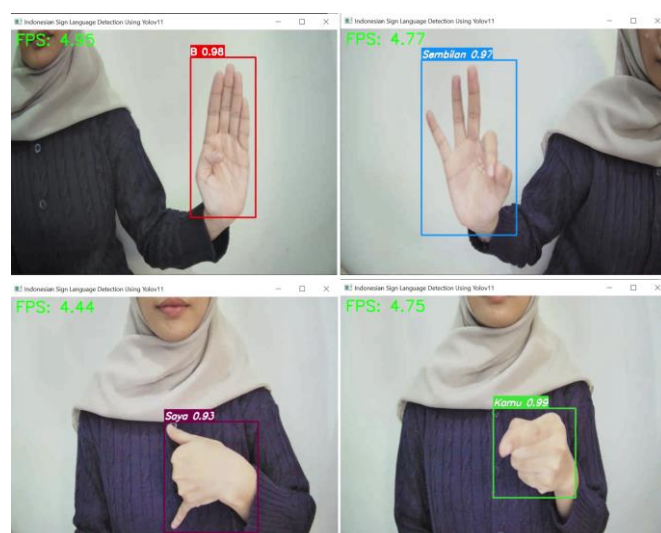 Indonesian Sign Language Detection Using Yolov11
FPS: 4.95
B 0.98
Indonesian Sign Language Detection Using Yolov11
FPS: 4.77
Sembilan 0.97
Indonesian Sign Language Detection Using Yolov11
FPS: 4.44
Saya 0.93
Indonesian Sign Language Detection Using Yolov11
FPS: 4.75
Kamu 0.99